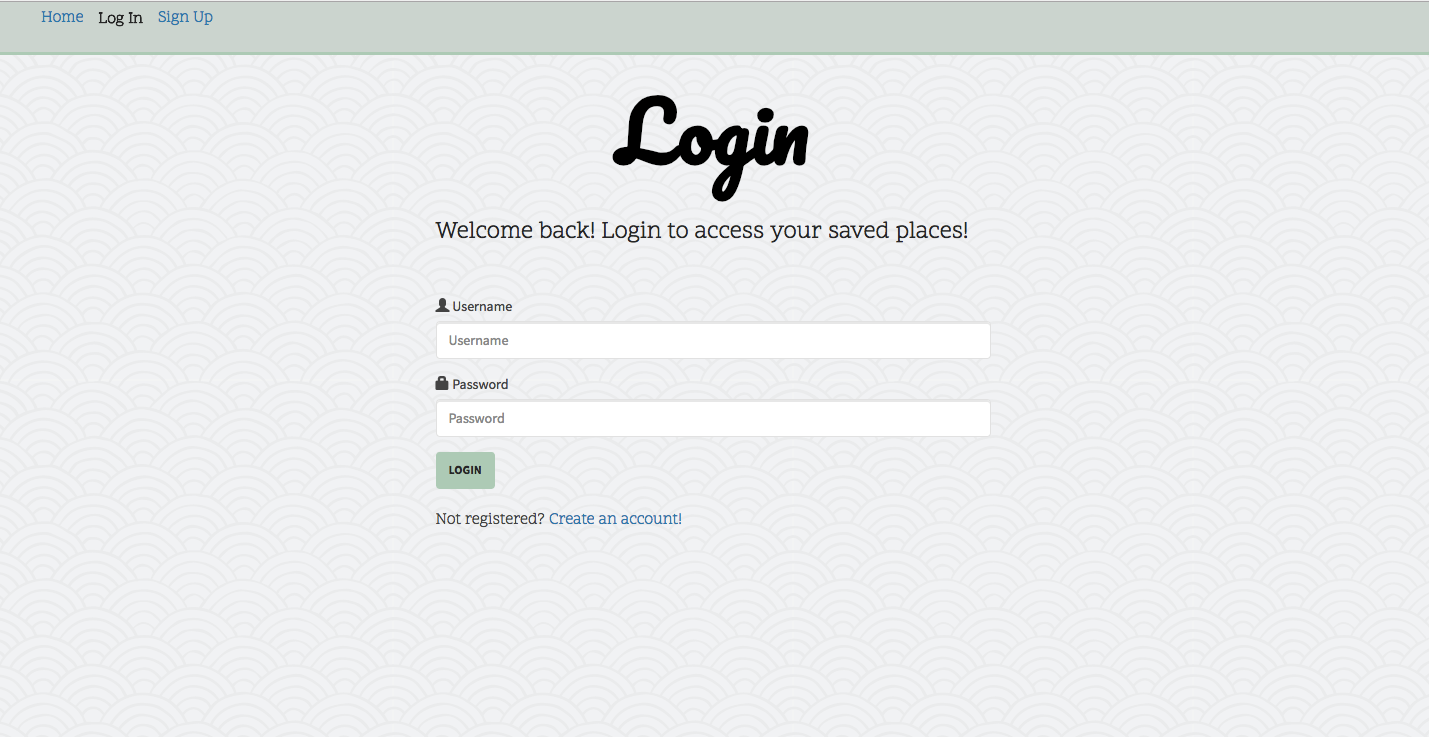 Home Log In Sign Up
Login
Welcome back! Login to access your saved places!
Username
Username
Password
Password
LOGIN
Not registered? Create an account!